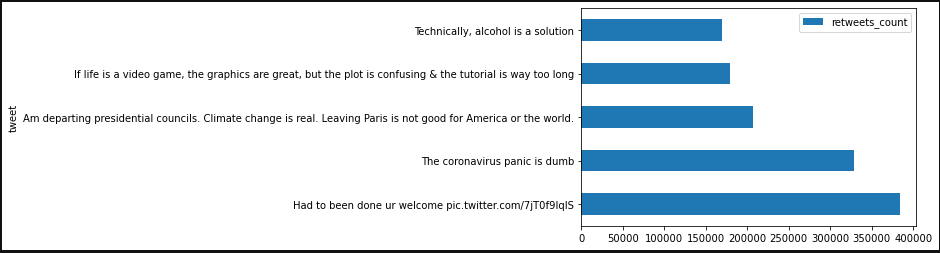 Technically, alcohol is a solution
retweets_count
If life is a video game, the graphics are great, but the plot is confusing & the tutorial is way too long
Am departing presidential councils. Climate change is real. Leaving Paris is not good for America or the world.
tweet
The coronavirus panic is dumb
Had to been done ur welcome pic.twitter.com/7jT0f9lqIS
0 50000 100000 150000 200000 250000 300000 350000 400000